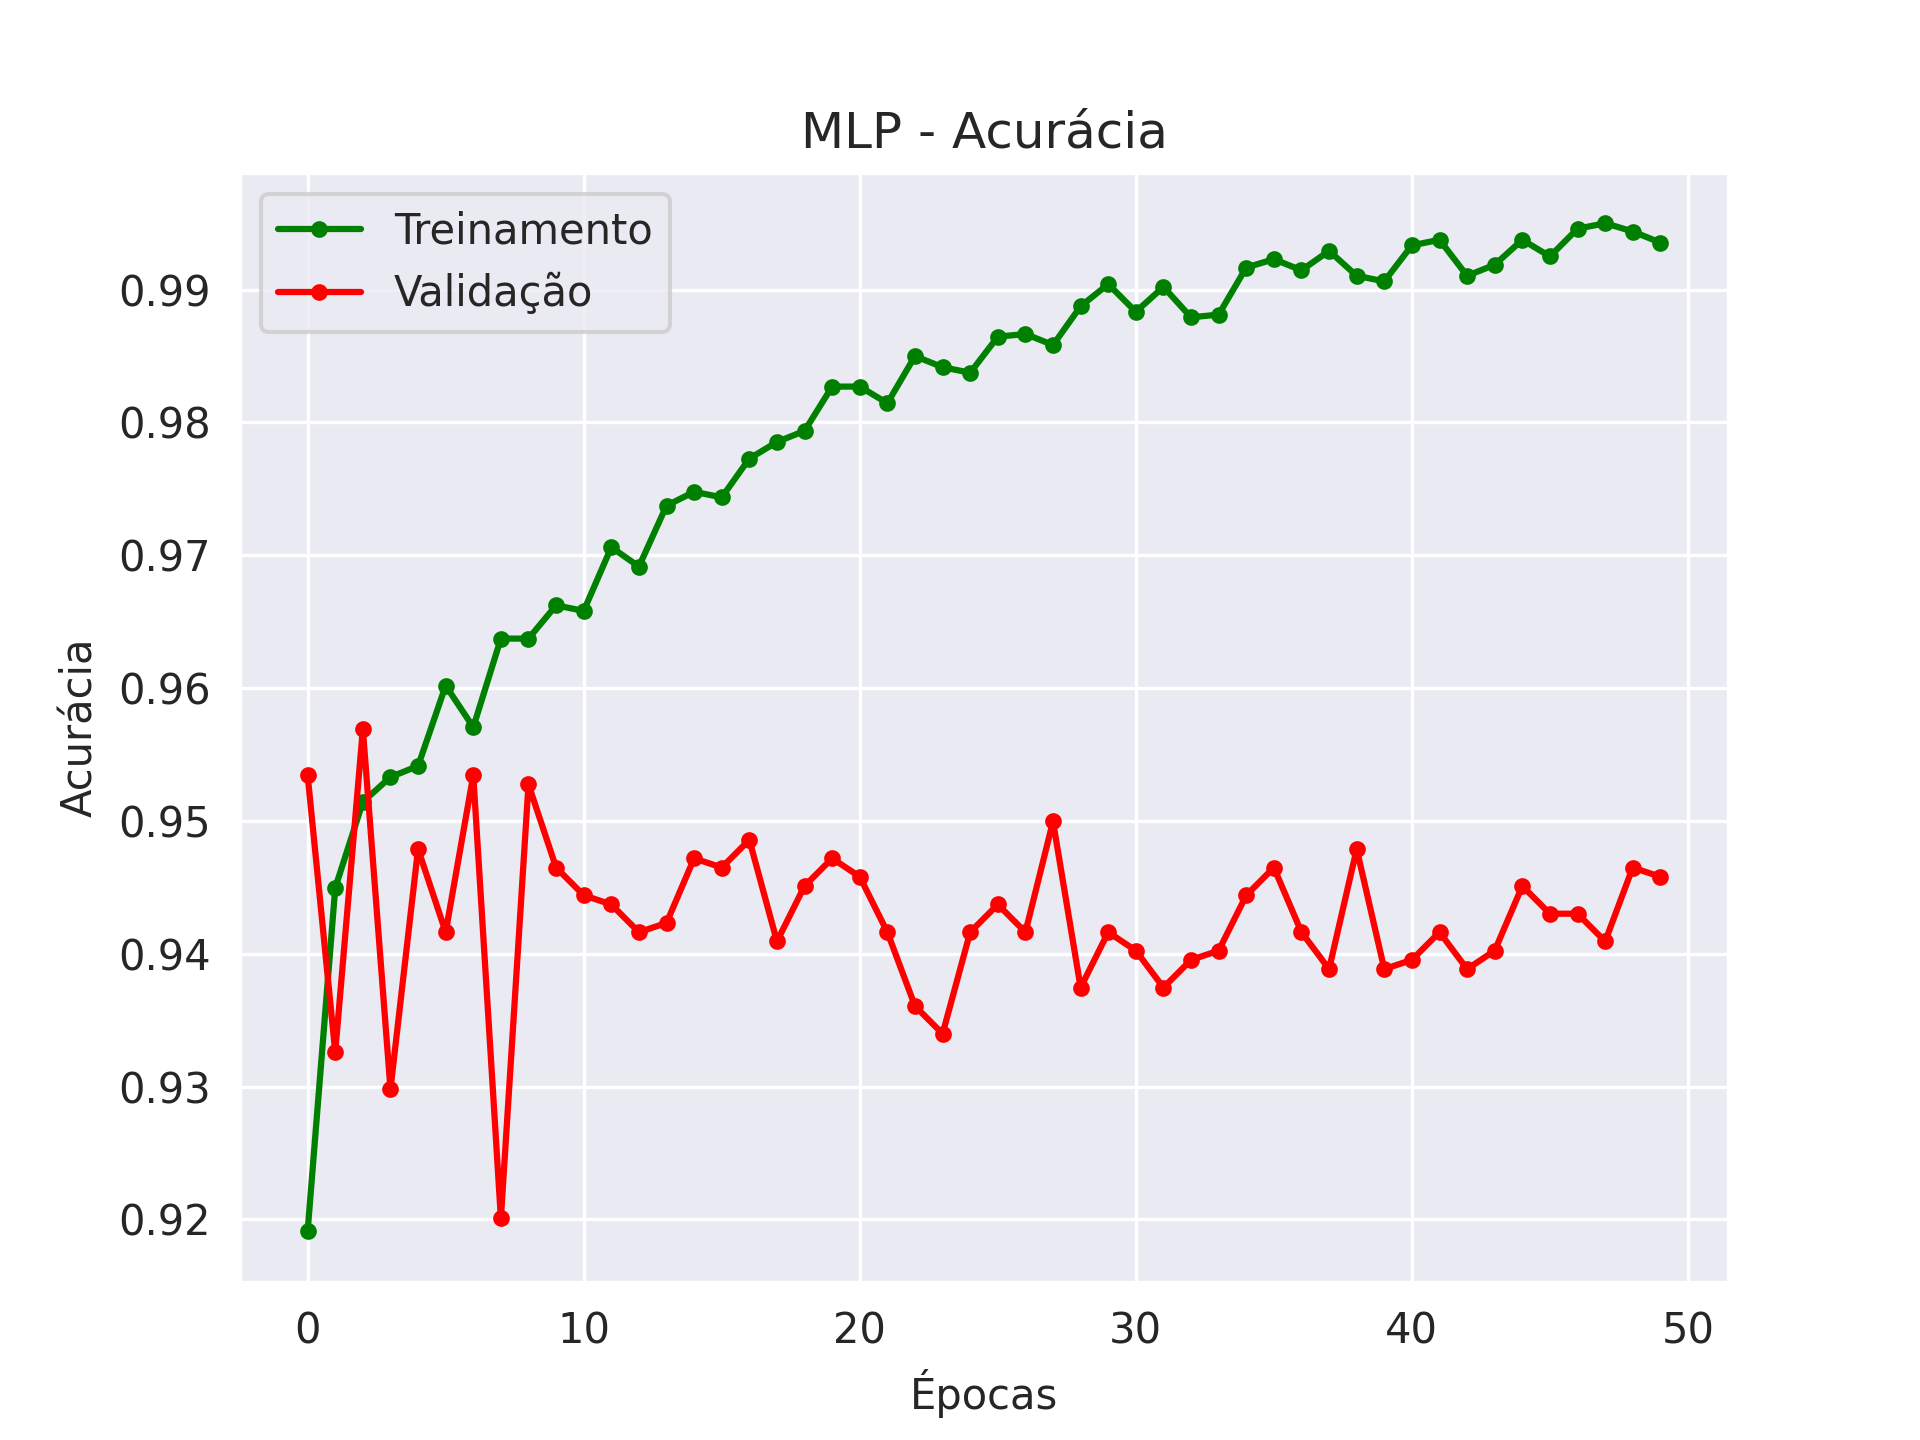 MLP - Acurácia
Treinamento
Validação
0.99
0.98
0.97
0.96
0.95
0.94
0.93
0.92
Acurácia
0 10 20 30 40 50
Épocas